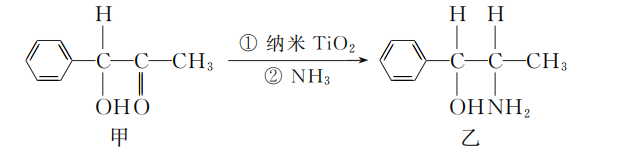 H H H
① 纳米 TiO₂
C—C—CH₃ C—C—CH₃
② NH₃
OH O OH NH₂
甲 乙